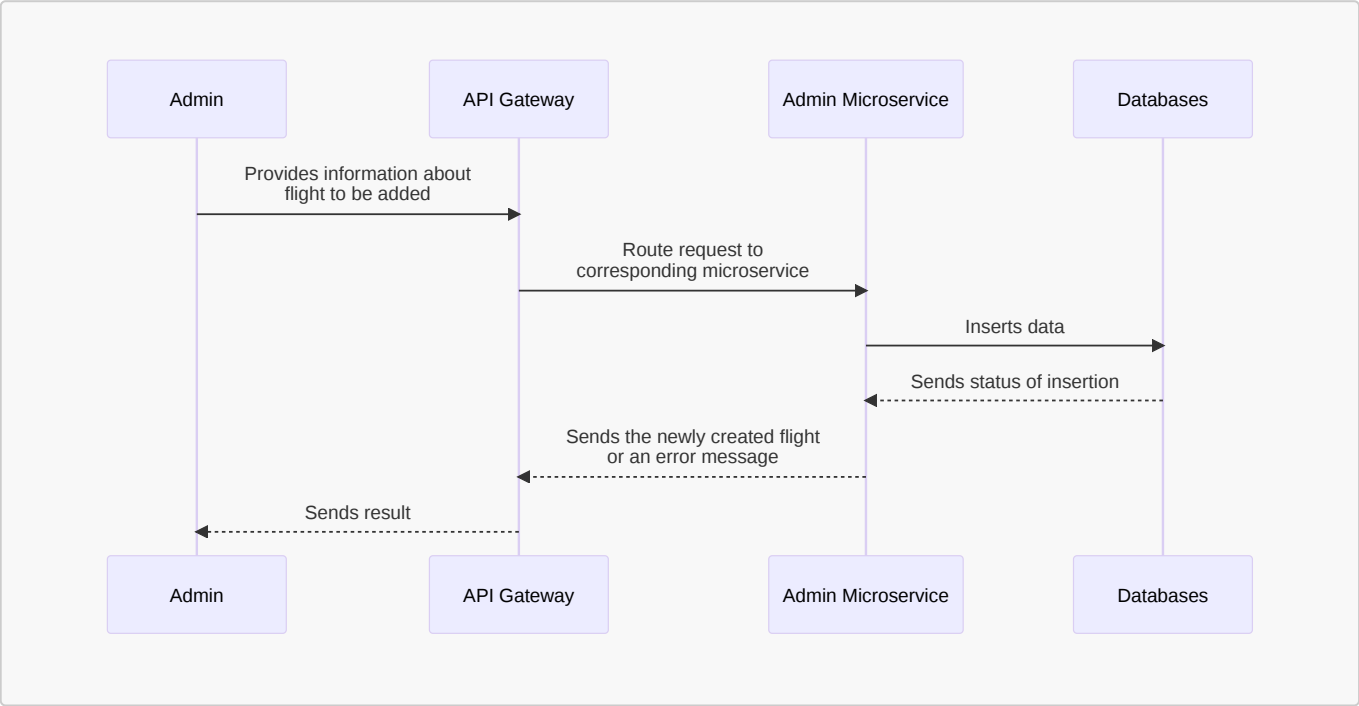 Admin
API Gateway
Admin Microservice
Databases
Provides information about
flight to be added
Route request to
corresponding microservice
Inserts data
Sends status of insertion
Sends the newly created flight
or an error message
Sends result
Admin
API Gateway
Admin Microservice
Databases